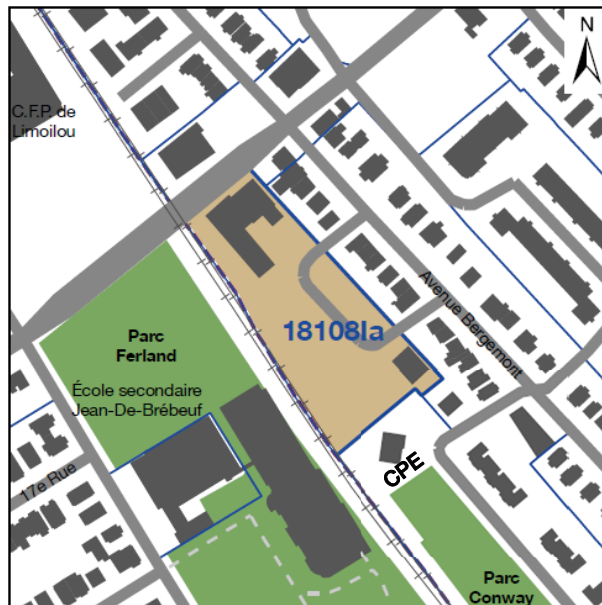 N
C.F.P. de
Limoilou
Avenue Bergemont
Parc
Ferland
18108Ia
École secondaire
Jean-De-Brébeuf
17e Rue
CPE
Parc
Conway